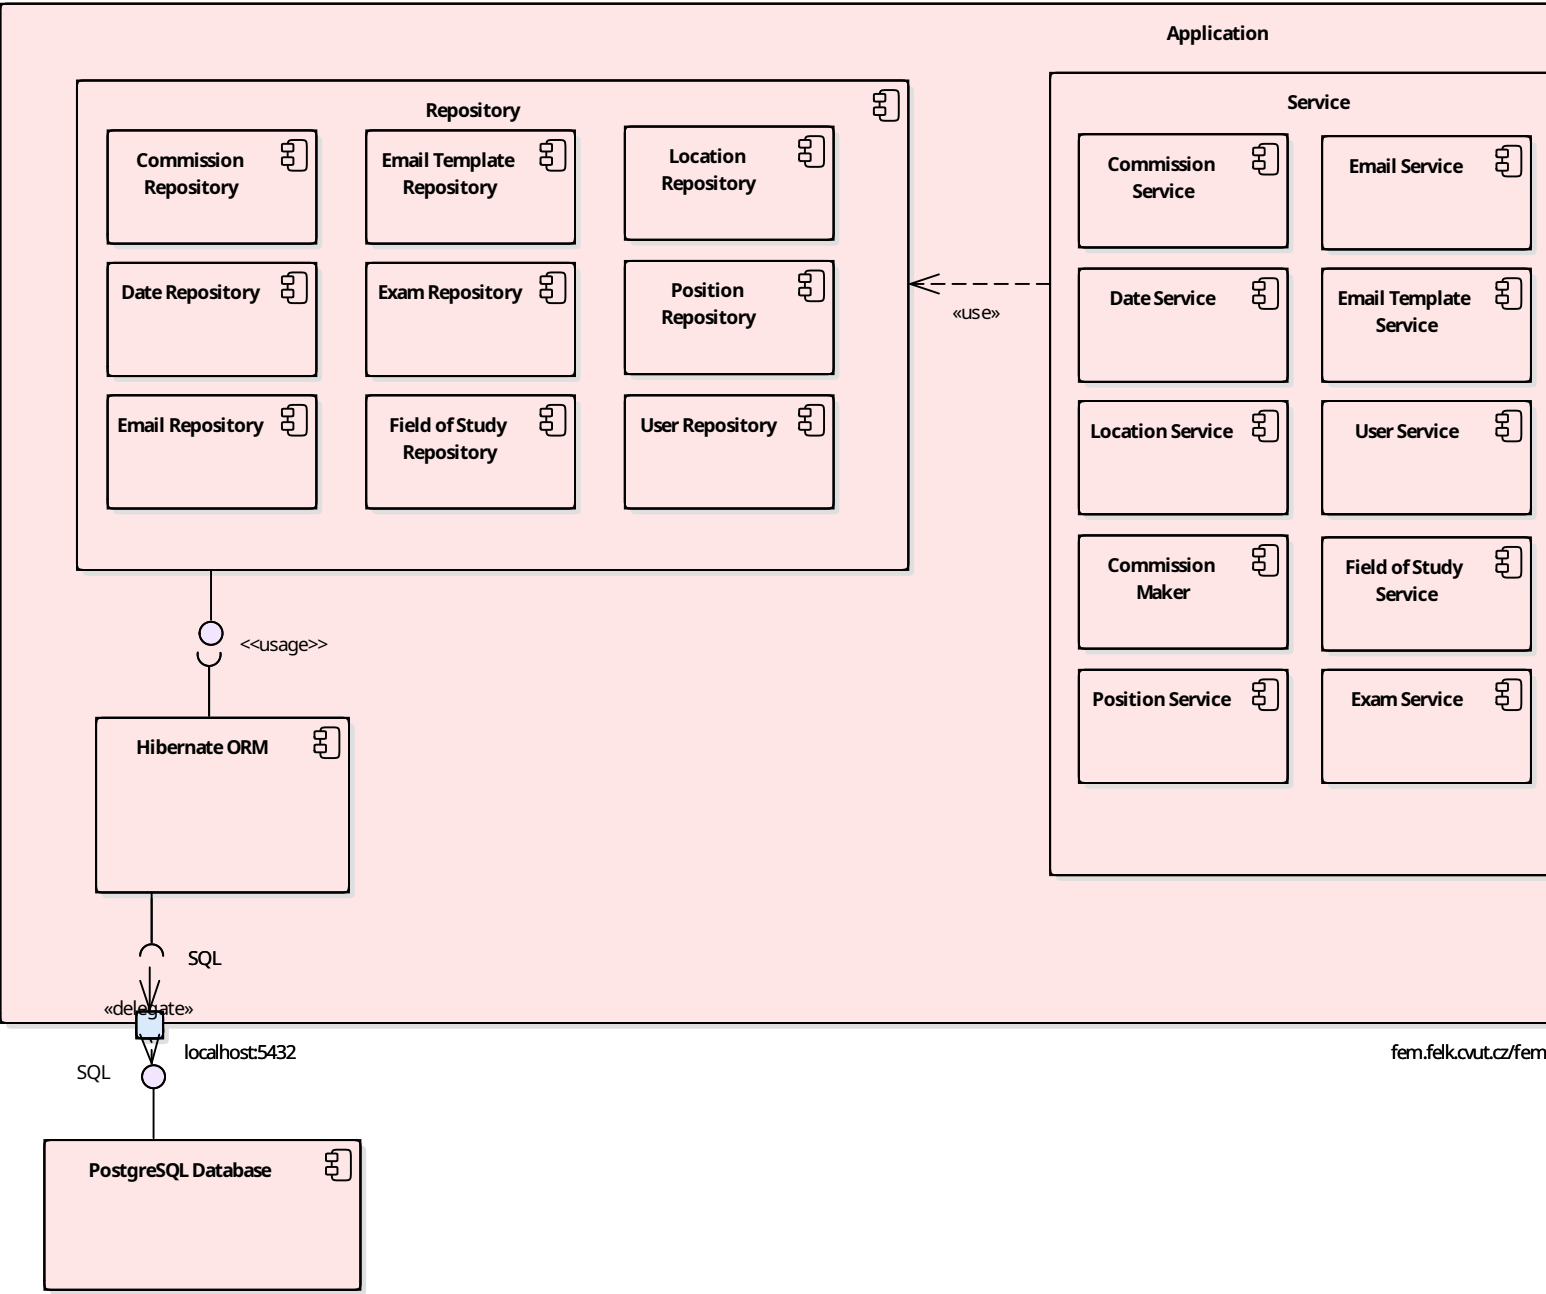 Application
Repository
Commission
Repository
Email Template
Repository
Location
Repository
Date Repository
Exam Repository
Position
Repository
Email Repository
Field of Study
Repository
User Repository
«use»
Service
Commission
Service
Email Service
Date Service
Email Template
Service
Location Service
User Service
Commission
Maker
Field of Study
Service
Position Service
Exam Service
<<usage>>
Hibernate ORM
SQL
«delegate»
localhost:5432
fem.felk.cvut.cz/fem
SQL
PostgreSQL Database